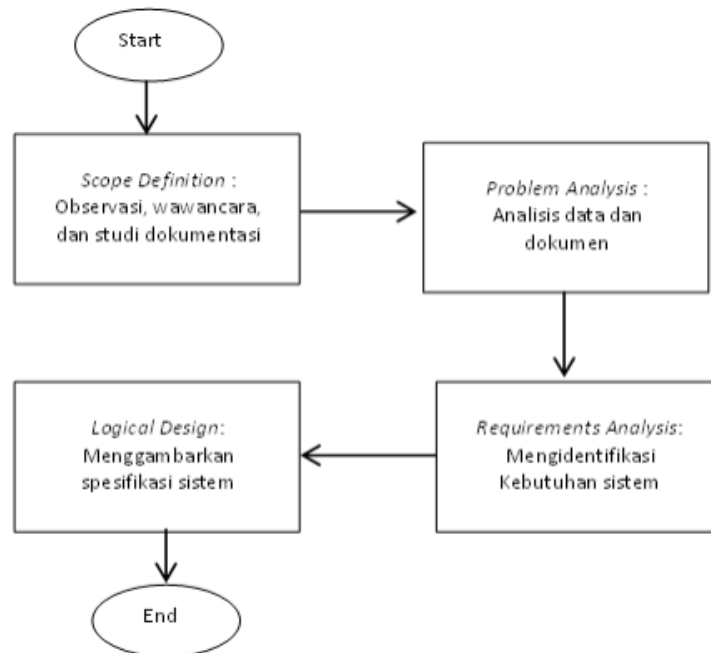 Start
Scope Definition :
Observasi, wawancara,
dan studi dokumentasi
Problem Analysis :
Analisis data dan
dokumen
Requirements Analysis:
Mengidentifikasi
Kebutuhan sistem
Logical Design:
Menggambarkan
spesifikasi sistem
End